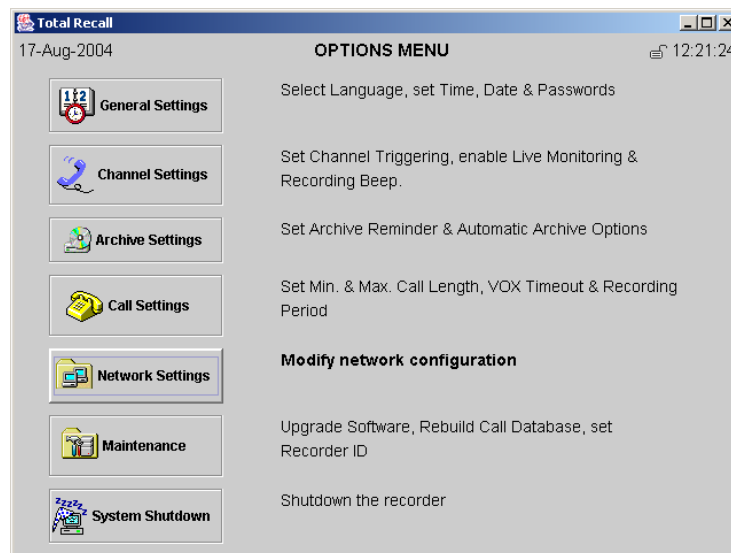 Total Recall
17-Aug-2004 OPTIONS MENU 12:21:24
General Settings Select Language, set Time, Date & Passwords
Channel Settings Set Channel Triggering, enable Live Monitoring &
Recording Beep.
Archive Settings Set Archive Reminder & Automatic Archive Options
Call Settings Set Min. & Max. Call Length, VOX Timeout & Recording
Period
Network Settings Modify network configuration
Maintenance Upgrade Software, Rebuild Call Database, set
Recorder ID
System Shutdown Shutdown the recorder